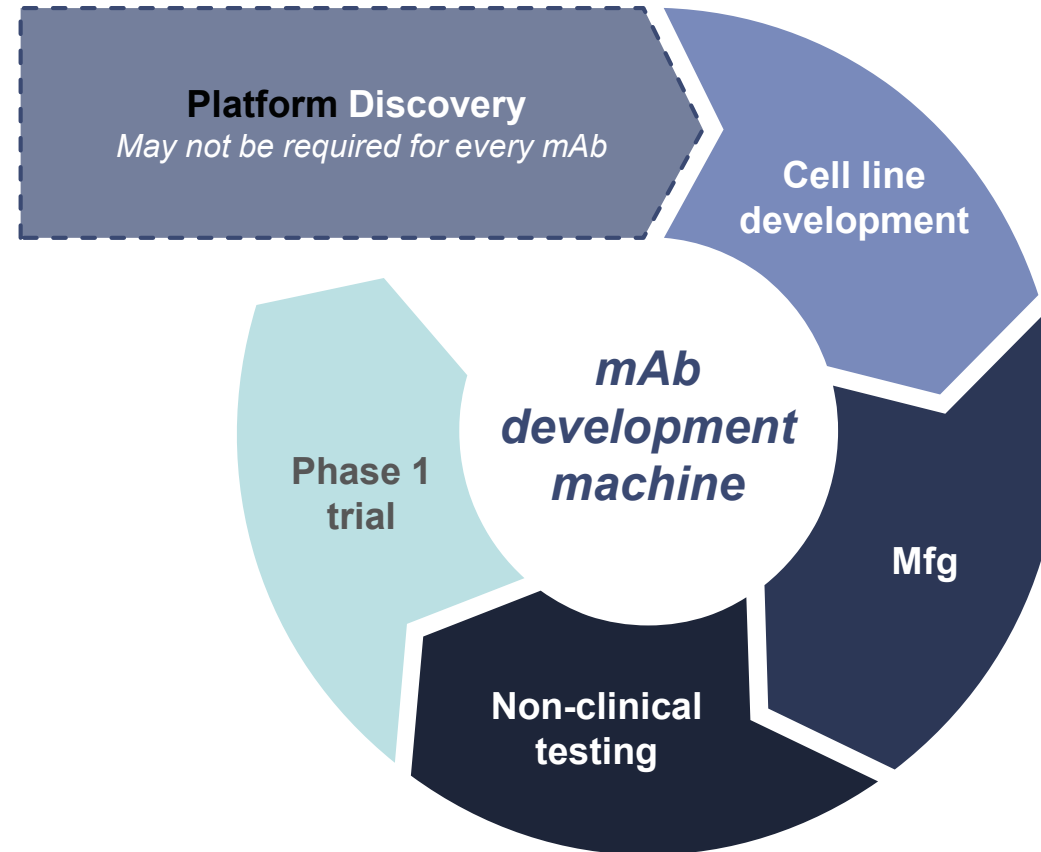 Platform Discovery
May not be required for every mAb
Cell line
development
mAb
development
machine
Phase 1
trial
Mfg
Non-clinical
testing